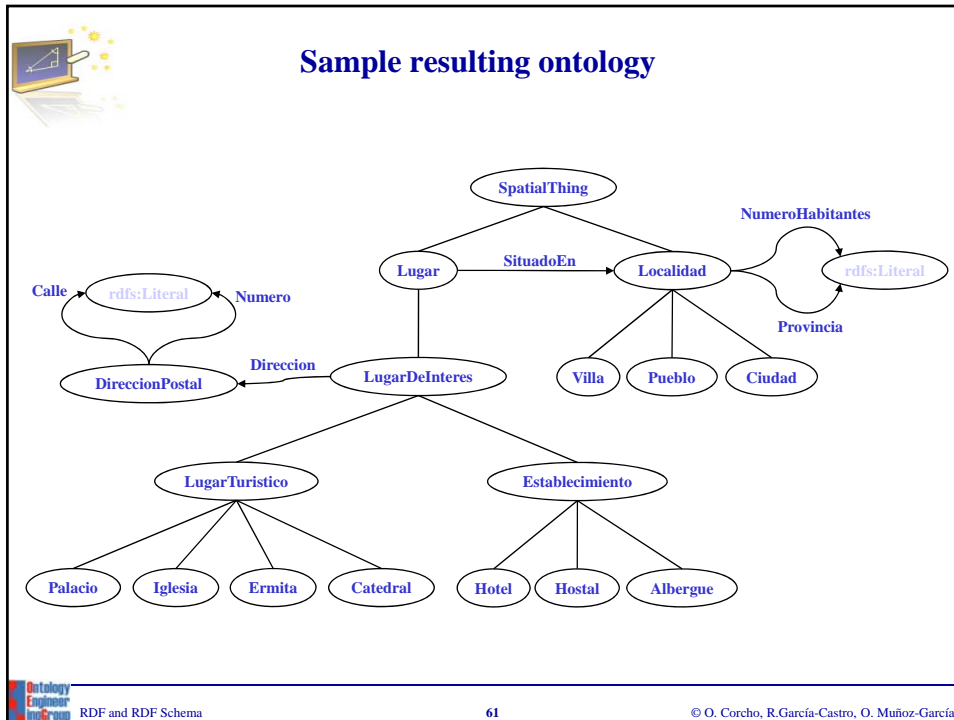 Sample resulting ontology
SpatialThing
NumeroHabitantes
Lugar
SituadoEn
Localidad
rdfs:Literal
Calle
rdfs:Literal
Numero
Provincia
Direccion
DireccionPostal
LugarDeInteres
Villa
Pueblo
Ciudad
LugarTuristico
Establecimiento
Palacio
Iglesia
Ermita
Catedral
Hotel
Hostal
Albergue
Ontology
Engineer
ingGroup
RDF and RDF Schema
61
© O. Corcho, R.García-Castro, O. Muñoz-García